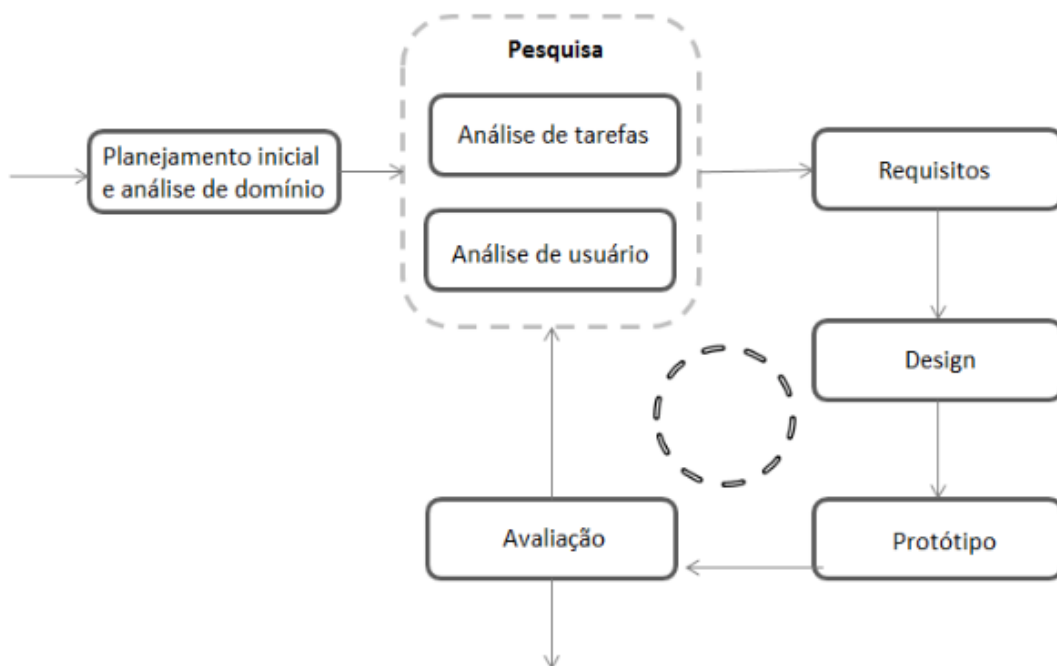 Pesquisa
Análise de tarefas
Planejamento inicial
e análise de domínio
Requisitos
Análise de usuário
Design
Avaliação
Protótipo